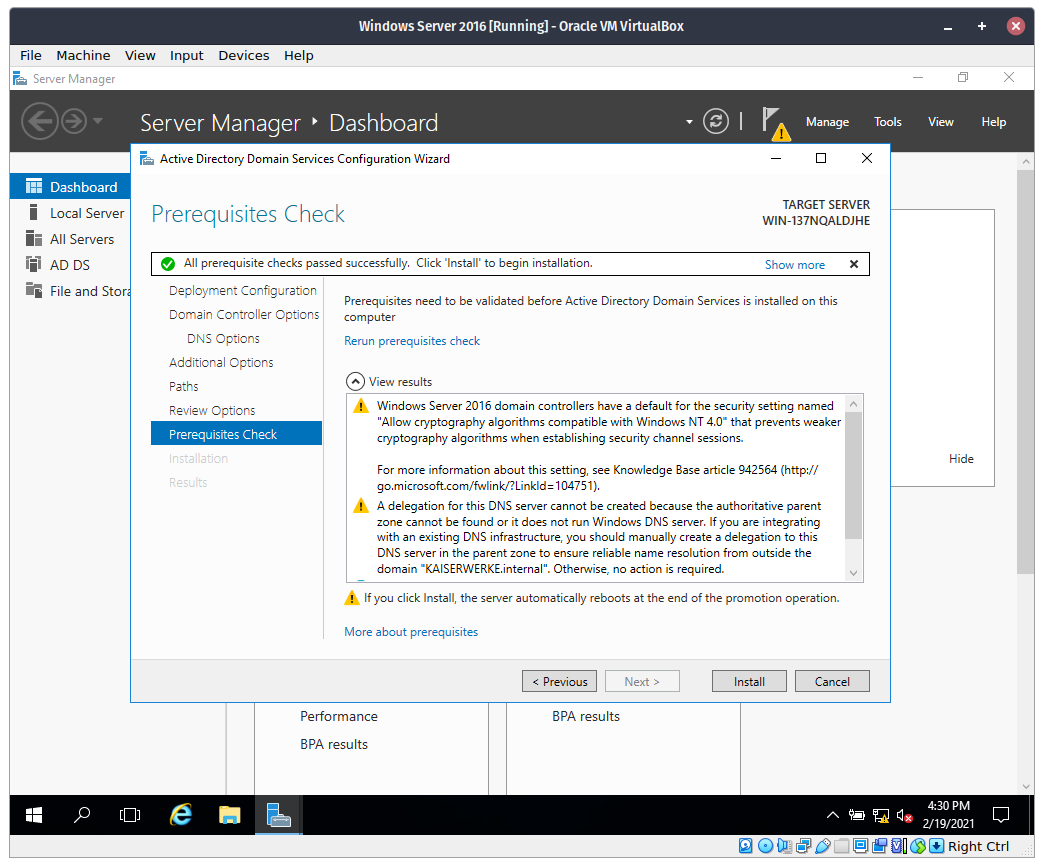 Windows Server 2016 [Running] - Oracle VM VirtualBox
File Machine View Input Devices Help
Server Manager
Server Manager Dashboard
Manage Tools View Help
Active Directory Domain Services Configuration Wizard
Dashboard
Local Server
All Servers
AD DS
File and Stora
Prerequisites Check
TARGET SERVER
WIN-137NQALDJHE
All prerequisite checks passed successfully. Click 'Install' to begin installation.
Show more
Deployment Configuration
Domain Controller Options
DNS Options
Additional Options
Paths
Review Options
Prerequisites Check
Installation
Results
Prerequisites need to be validated before Active Directory Domain Services is installed on this
computer
Rerun prerequisites check
View results
Windows Server 2016 domain controllers have a default for the security setting named
"Allow cryptography algorithms compatible with Windows NT 4.0" that prevents weaker
cryptography algorithms when establishing security channel sessions.
For more information about this setting, see Knowledge Base article 942564 (http://
go.microsoft.com/fwlink/?LinkId=104751).
A delegation for this DNS server cannot be created because the authoritative parent
zone cannot be found or it does not run Windows DNS server. If you are integrating
with an existing DNS infrastructure, you should manually create a delegation to this
DNS server in the parent zone to ensure reliable name resolution from outside the
domain "KAISERWERKE.internal". Otherwise, no action is required.
If you click Install, the server automatically reboots at the end of the promotion operation.
More about prerequisites
< Previous
Next >
Install
Cancel
Hide
Performance
BPA results
BPA results
4:30 PM
2/19/2021
Right Ctrl